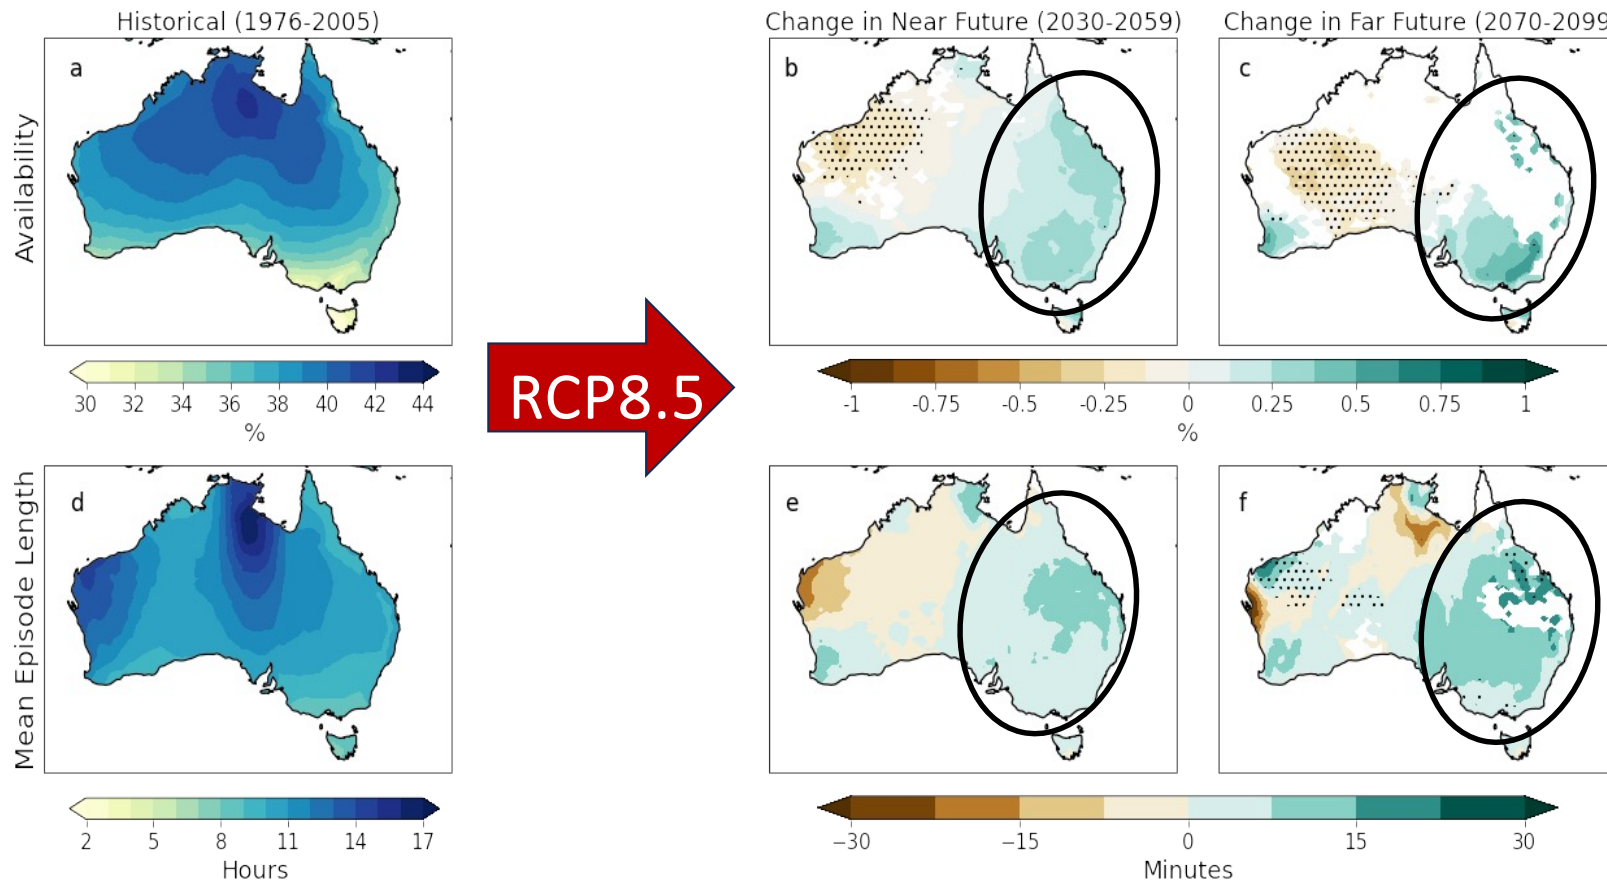 Historical (1976-2005)
Change in Near Future (2030-2059)
Change in Far Future (2070-2099
Availability
a
b
c
30 32 34 36 38 40 42 44
%
RCP8.5
-1 -0.75 -0.5 -0.25 0 0.25 0.5 0.75 1
%
Mean Episode Length
d
e
f
2 5 8 11 14 17
Hours
−30 −15 0 15 30
Minutes